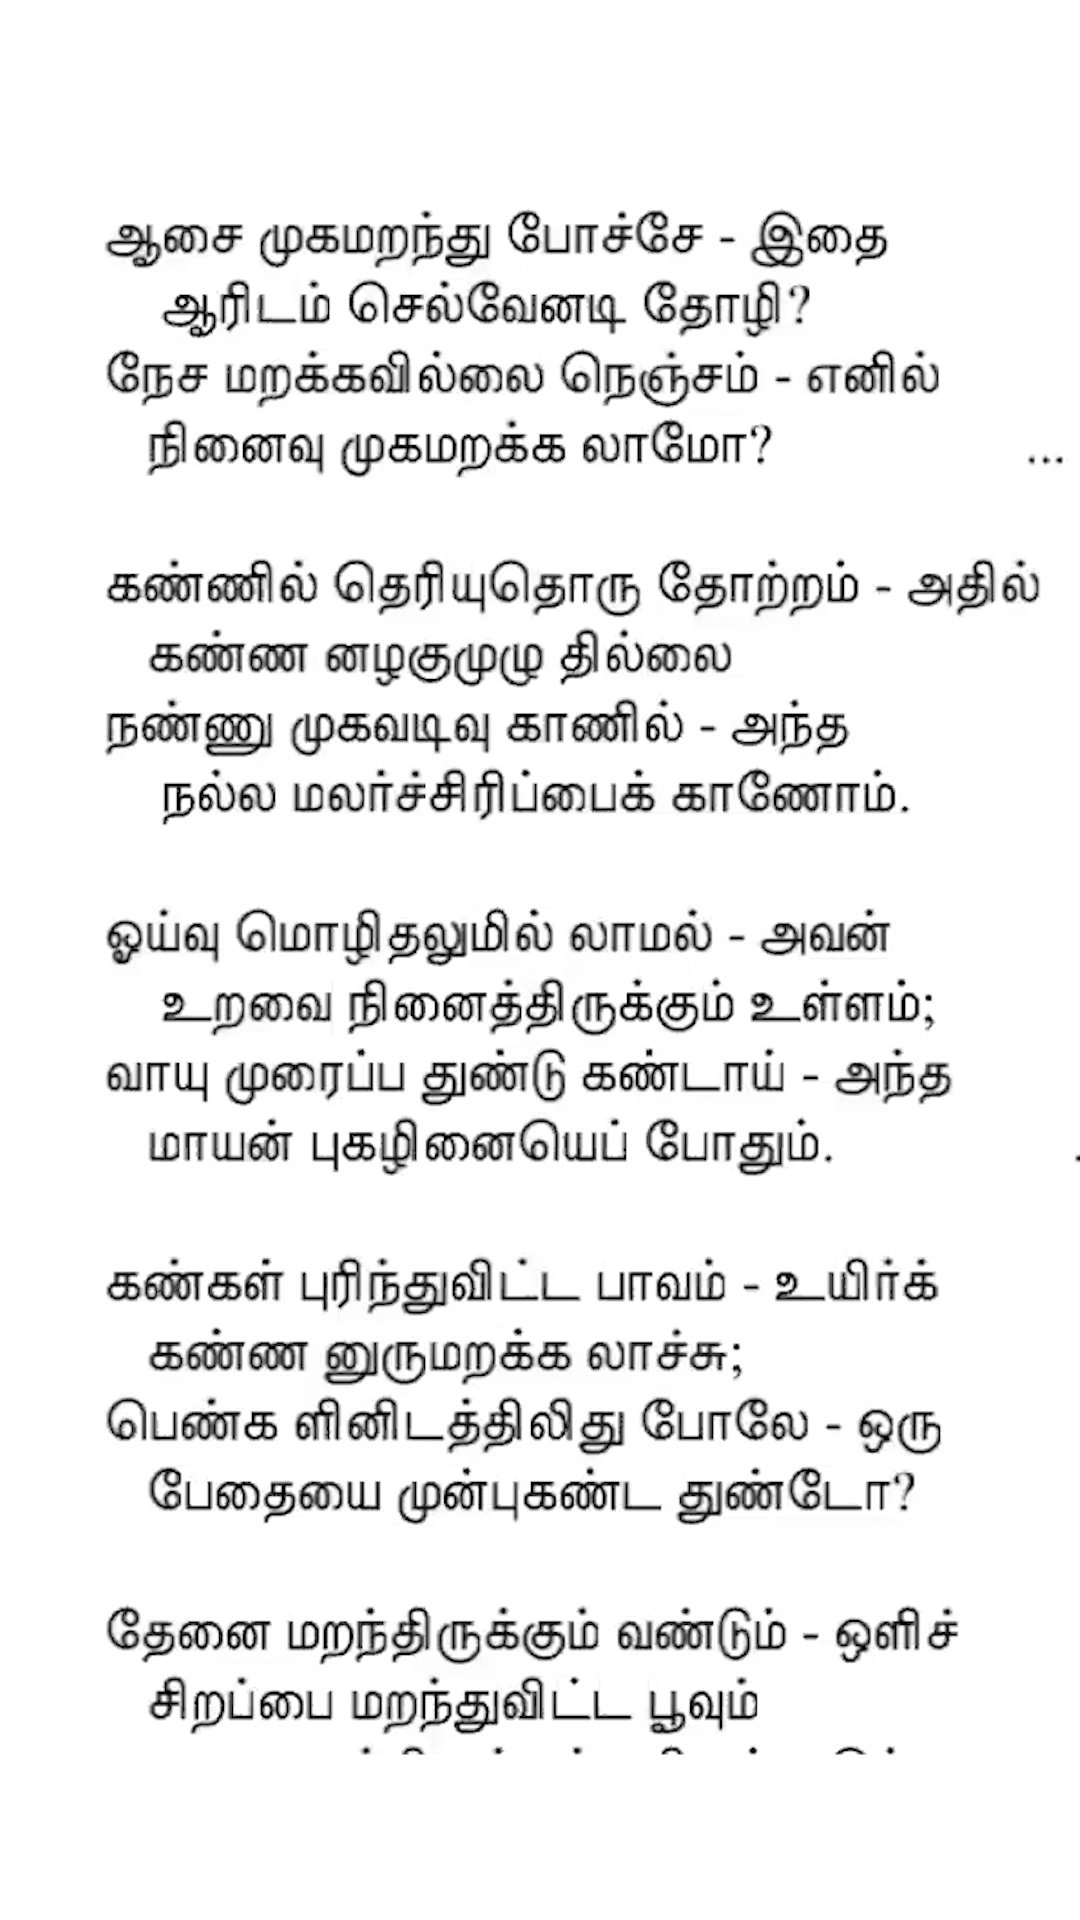 ஆசை முகமறந்து போச்சே - இதை
ஆரிடம் செல்வேனடி தோழி?
நேச மறக்கவில்லை நெஞ்சம் - எனில்
நினைவு முகமறக்க லாமோ? ...
கண்ணில் தெரியுதொரு தோற்றம் - அதில்
கண்ண னழகுமுழு தில்லை
நண்ணு முகவடிவு காணில் - அந்த
நல்ல மலர்ச்சிரிப்பைக் காணோம்.
ஓய்வு மொழிதலுமில் லாமல் - அவன்
உறவை நினைத்திருக்கும் உள்ளம்;
வாயு முரைப்ப துண்டு கண்டாய் - அந்த
மாயன் புகழினையெப் போதும். .
கண்கள் புரிந்துவிட்ட பாவம் - உயிர்க்
கண்ண னுருமறக்க லாச்சு;
பெண்க ளினிடத்திலிது போலே - ஒரு
பேதையை முன்புகண்ட துண்டோ?
தேனை மறந்திருக்கும் வண்டும் - ஒளிச்
சிறப்பை மறந்துவிட்ட பூவும்